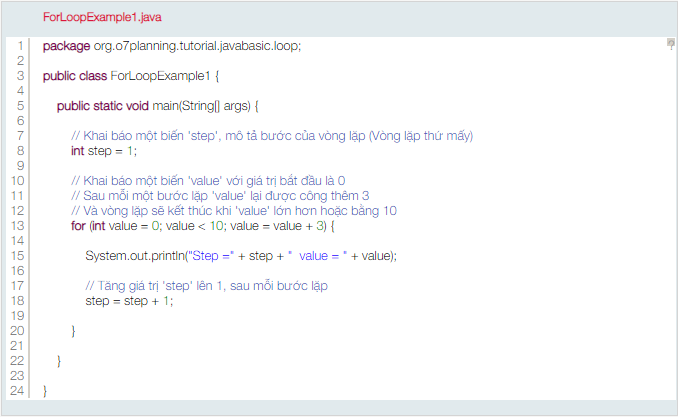 ForLoopExample1.java
1 package org.o7planning.tutorial.javabasic.loop;
2
3 public class ForLoopExample1 {
4
5 public static void main(String[] args) {
6
7 // Khai báo một biến 'step', mô tả bước của vòng lặp (Vòng lặp thứ mấy)
8 int step = 1;
9
10 // Khai báo một biến 'value' với giá trị bắt đầu là 0
11 // Sau mỗi một bước lặp 'value' lại được công thêm 3
12 // Và vòng lặp sẽ kết thúc khi 'value' lớn hơn hoặc bằng 10
13 for (int value = 0; value < 10; value = value + 3) {
14
15 System.out.println("Step =" + step + "  value = " + value);
16
17 // Tăng giá trị 'step' lên 1, sau mỗi bước lặp
18 step = step + 1;
19
20 }
21
22 }
23
24 }
?